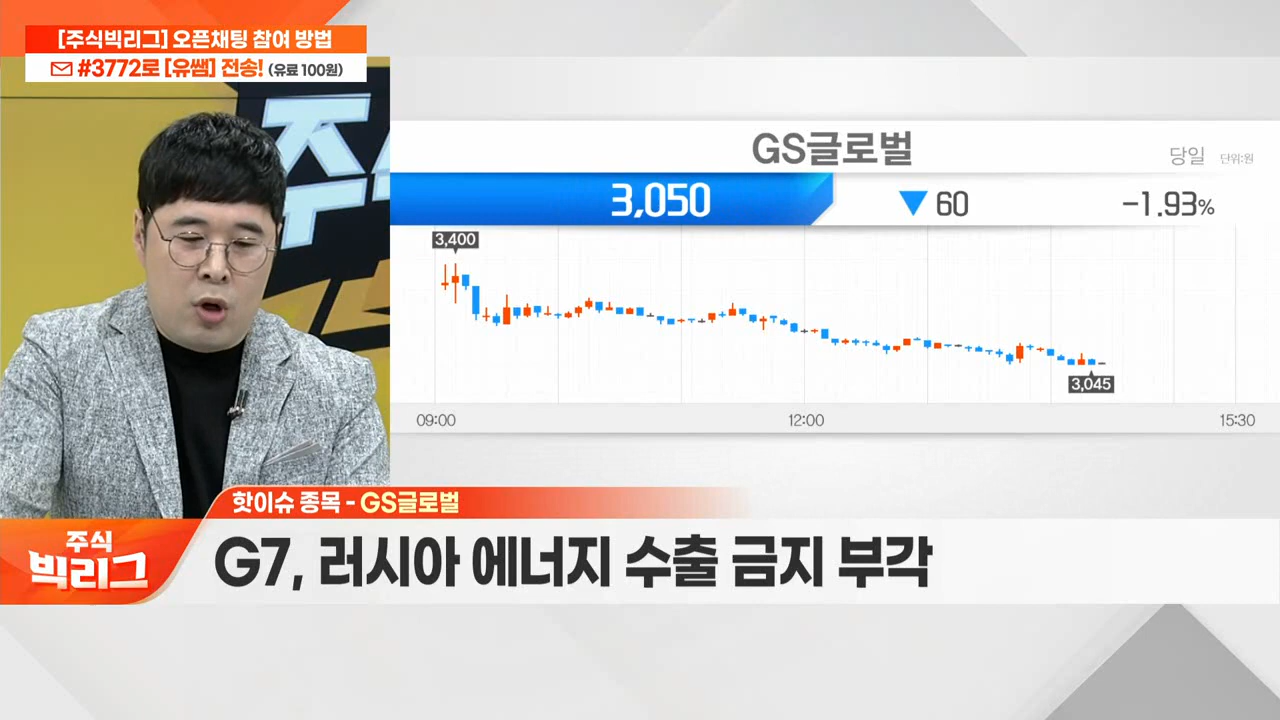 [주식빅리그] 오픈채팅 참여 방법
#3772로 [유쌤] 전송! (유료 100원)
GS글로벌
당일 단위:원
3,050 ▼60 -1.93%
3,400
3,045
09:00 12:00 15:30
핫이슈 종목 - GS글로벌
주식
빅리그
G7, 러시아 에너지 수출 금지 부각